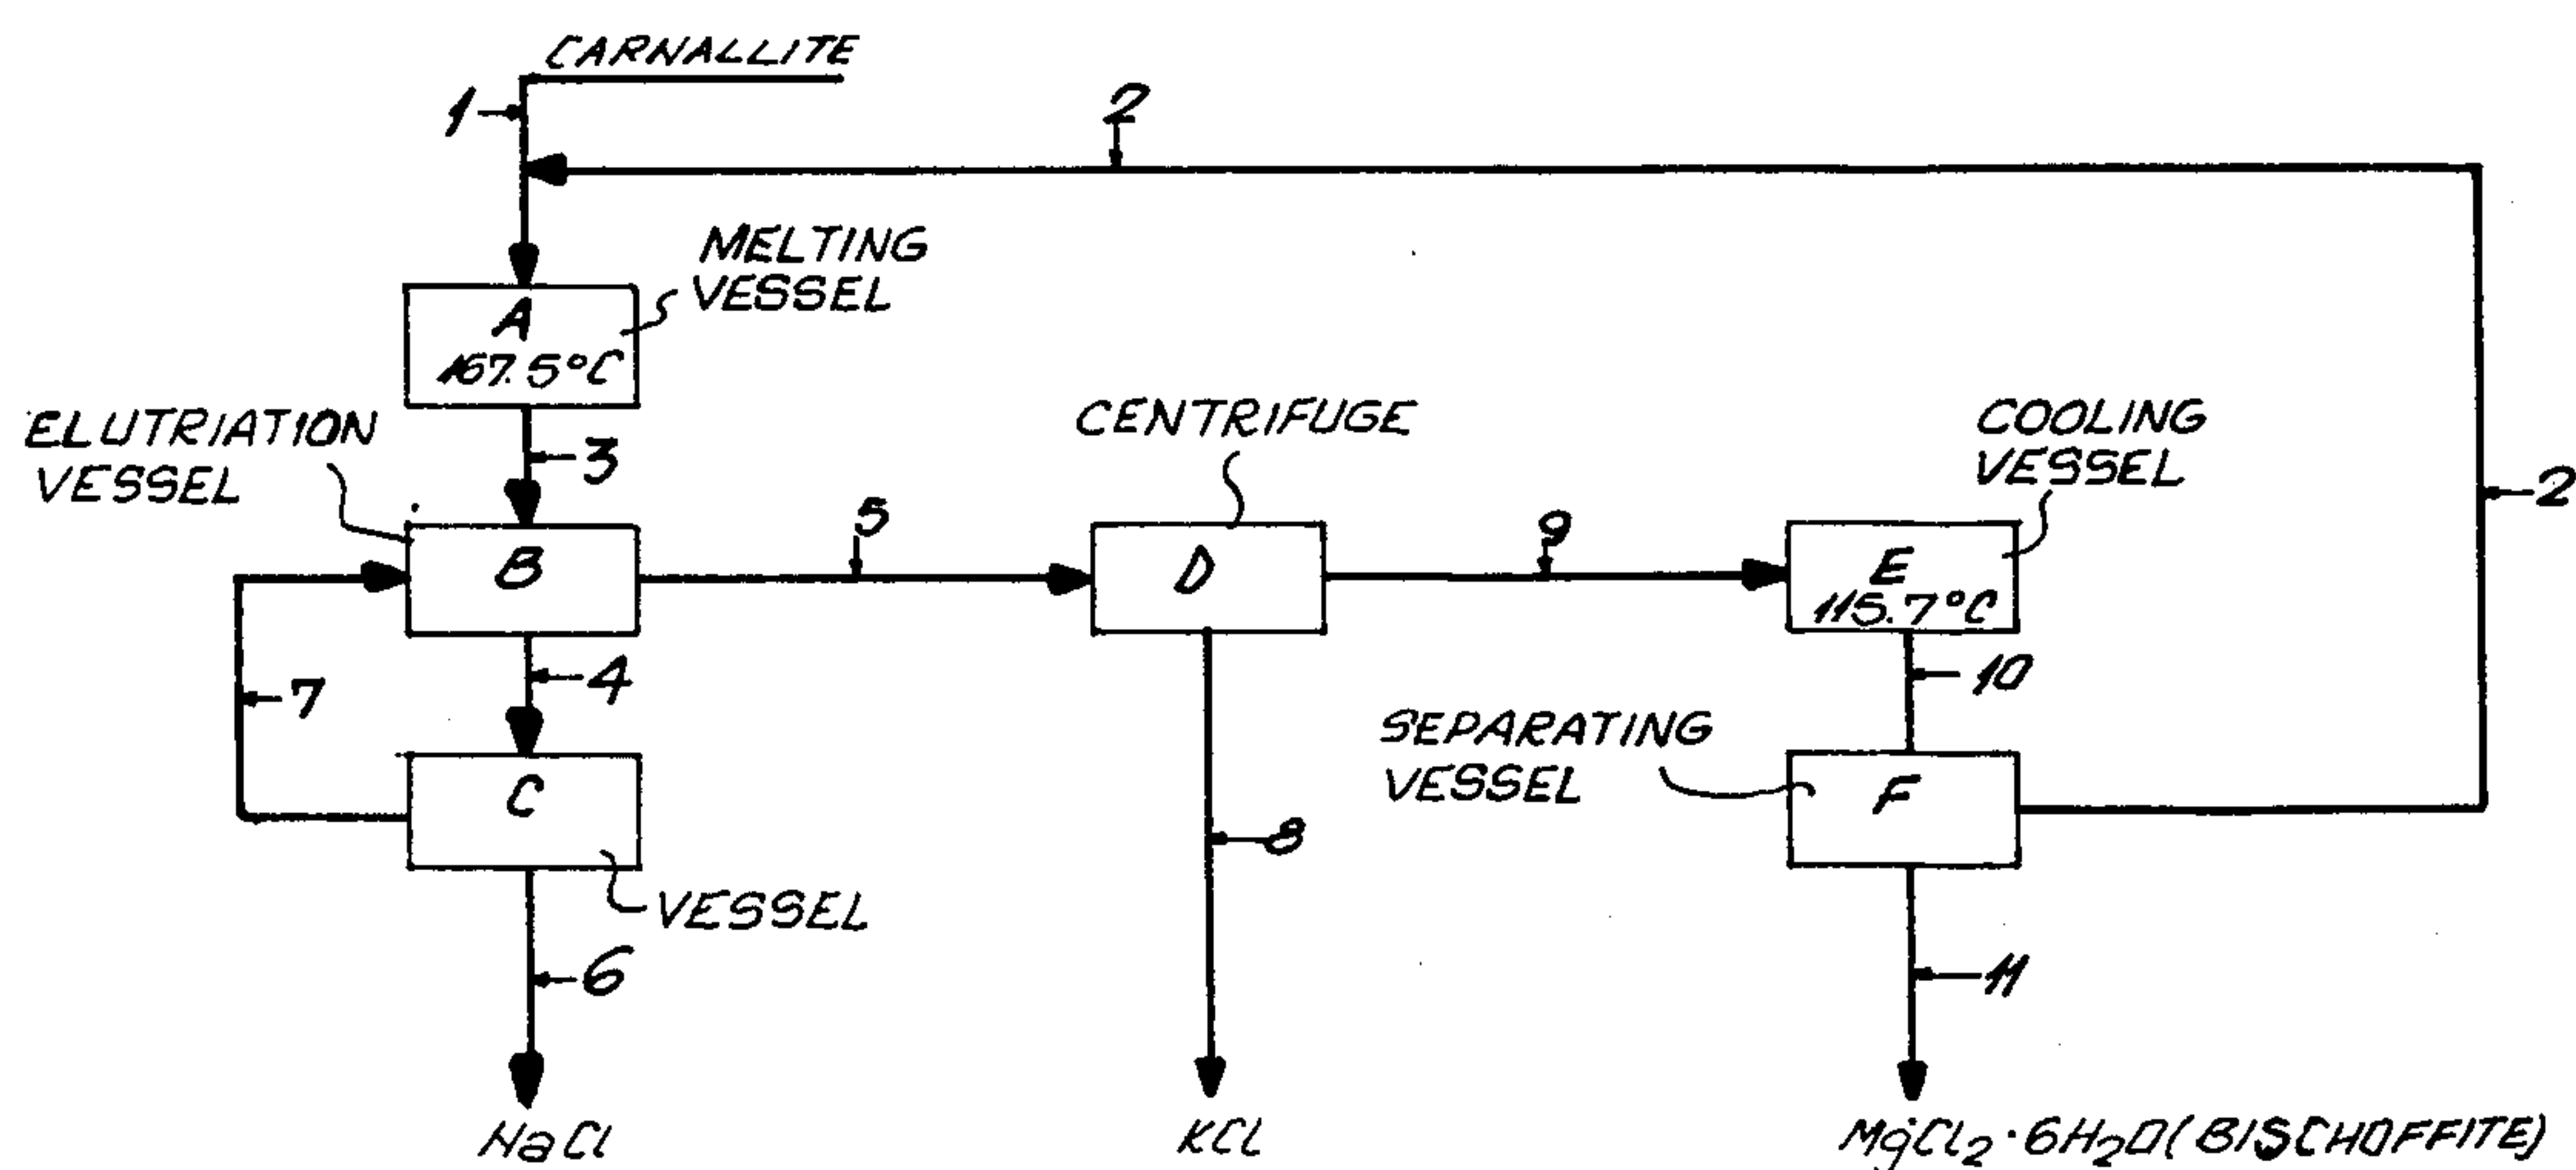 CARNALLITE
1
2
MELTING
VESSEL
A
167.5°C
ELUTRIATION
VESSEL
3
CENTRIFUGE
COOLING
VESSEL
2
5
9
B
D
E
115.7°C
7
4
10
SEPARATING
VESSEL
C
F
8
VESSEL
6
11
NaCl
KCL
MgCl₂·6H₂O (BISCHOFFITE)